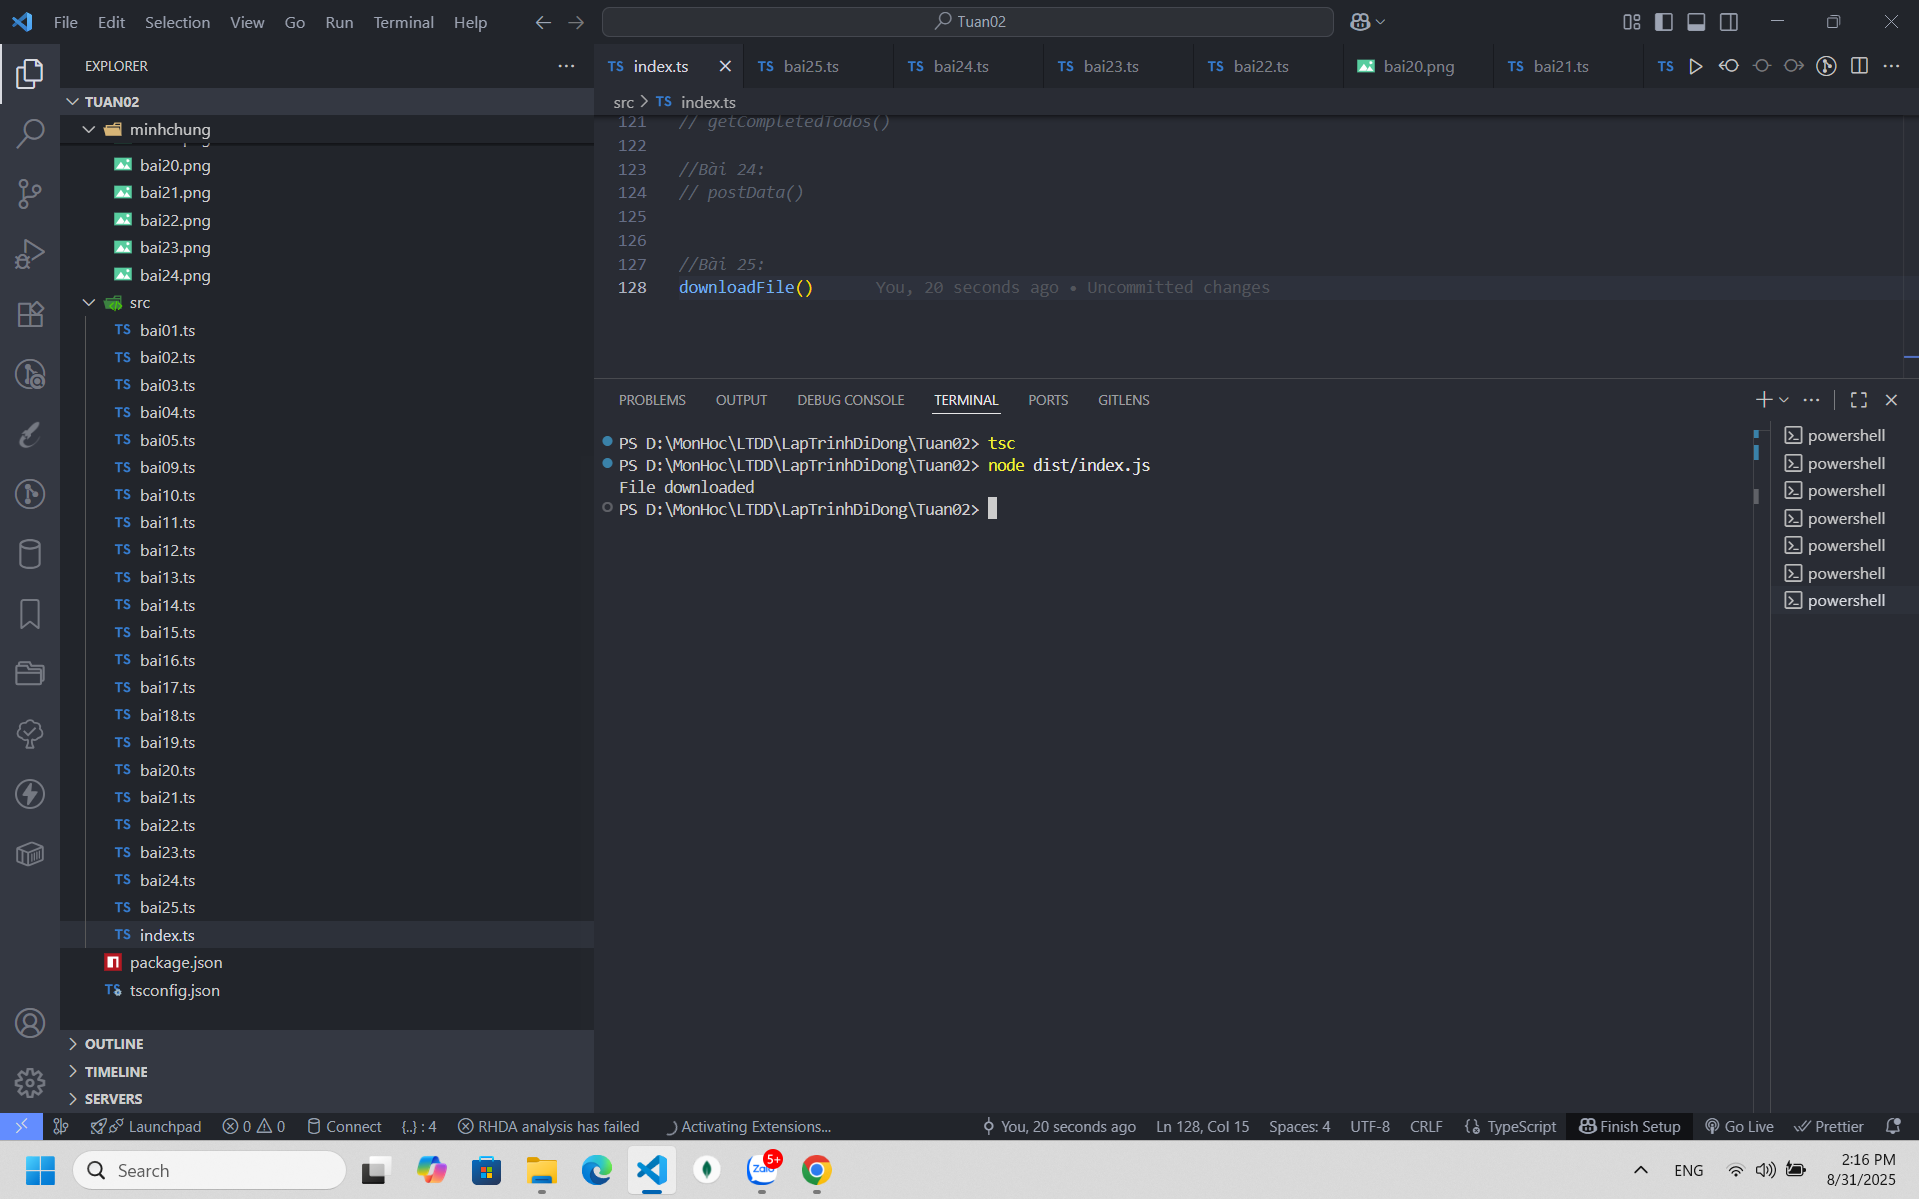 File Edit Selection View Go Run Terminal Help
Tuan02
EXPLORER
TUAN02
minhchung
bai20.png
bai21.png
bai22.png
bai23.png
bai24.png
src
TS bai01.ts
TS bai02.ts
TS bai03.ts
TS bai04.ts
TS bai05.ts
TS bai09.ts
TS bai10.ts
TS bai11.ts
TS bai12.ts
TS bai13.ts
TS bai14.ts
TS bai15.ts
TS bai16.ts
TS bai17.ts
TS bai18.ts
TS bai19.ts
TS bai20.ts
TS bai21.ts
TS bai22.ts
TS bai23.ts
TS bai24.ts
TS bai25.ts
TS index.ts
package.json
TS tsconfig.json
OUTLINE
TIMELINE
SERVERS
TS index.ts TS bai25.ts TS bai24.ts TS bai23.ts TS bai22.ts bai20.png TS bai21.ts TS
src > TS index.ts
121 // getCompletedTodos()
122
123 //Bài 24:
124 // postData()
125
126
127 //Bài 25:
128 downloadFile() You, 20 seconds ago • Uncommitted changes
PROBLEMS OUTPUT DEBUG CONSOLE TERMINAL PORTS GITLENS
PS D:\MonHoc\LTDD\LapTrinhDiDong\Tuan02> tsc
PS D:\MonHoc\LTDD\LapTrinhDiDong\Tuan02> node dist/index.js
File downloaded
PS D:\MonHoc\LTDD\LapTrinhDiDong\Tuan02>
powershell
powershell
powershell
powershell
powershell
powershell
powershell
Launchpad 0 0 Connect {..} : 4 RHDA analysis has failed Activating Extensions... You, 20 seconds ago Ln 128, Col 15 Spaces: 4 UTF-8 CRLF TypeScript Finish Setup Go Live Prettier
Search Zalo 5+ ENG 2:16 PM
8/31/2025